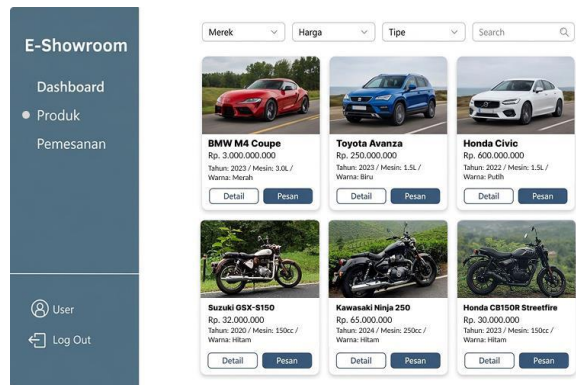 E-Showroom
Dashboard
Produk
Pemesanan
User
Log Out
Merek
Harga
Tipe
Search
BMW M4 Coupe
Rp. 3.000.000.000
Tahun: 2023 / Mesin: 3.0L /
Warna: Merah
Detail
Pesan
Toyota Avanza
Rp. 250.000.000
Tahun: 2023 / Mesin: 1.5L /
Warna: Biru
Detail
Pesan
Honda Civic
Rp. 600.000.000
Tahun: 2022 / Mesin: 1.5L /
Warna: Putih
Detail
Pesan
Suzuki GSX-S150
Rp. 32.000.000
Tahun: 2020 / Mesin: 150cc /
Warna: Hitam
Detail
Pesan
Kawasaki Ninja 250
Rp. 65.000.000
Tahun: 2024 / Mesin: 250cc /
Warna: Hitam
Detail
Pesan
Honda CB150R Streetfire
Rp. 30.000.000
Tahun: 2023 / Mesin: 150cc /
Warna: Hitam
Detail
Pesan